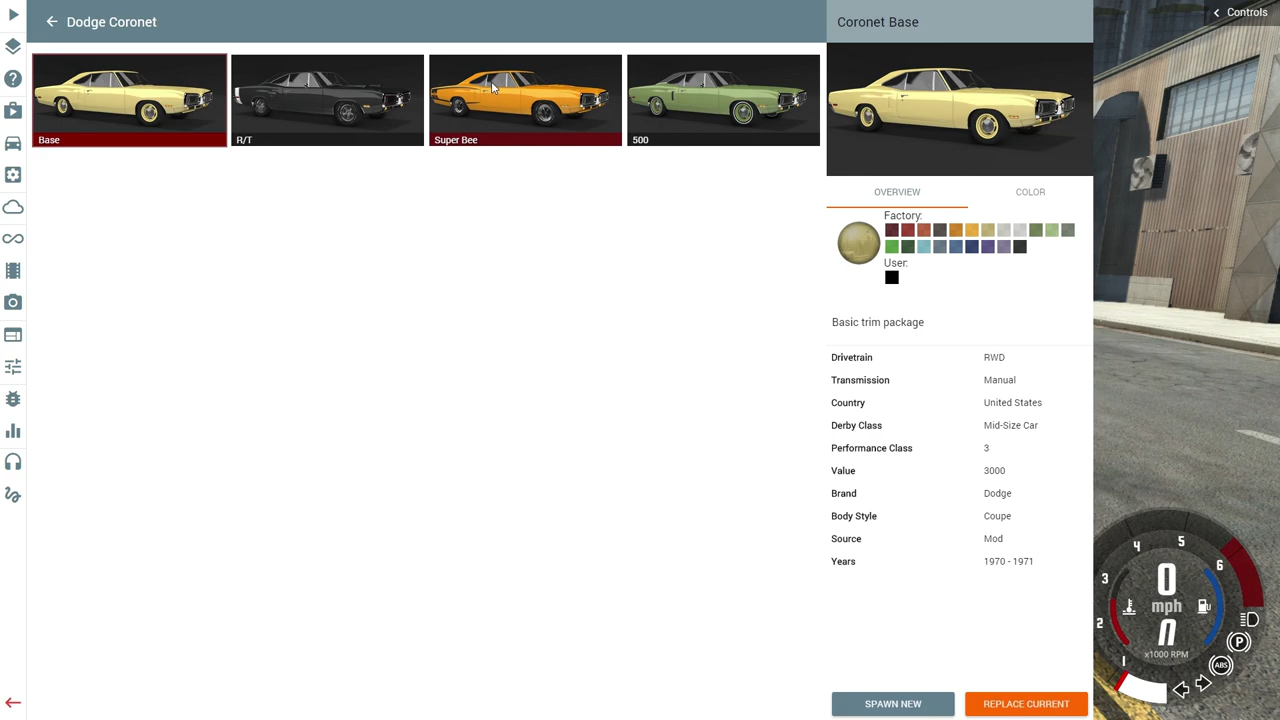 Dodge Coronet
Coronet Base
Controls
Base
R/T
Super Bee
500
OVERVIEW
COLOR
Factory:
User:
Basic trim package
Drivetrain RWD
Transmission Manual
Country United States
Derby Class Mid-Size Car
Performance Class 3
Value 3000
Brand Dodge
Body Style Coupe
Source Mod
Years 1970 - 1971
SPAWN NEW
REPLACE CURRENT
1 2 3 4 5 6
0
mph
n
x1000 RPM
P
ABS